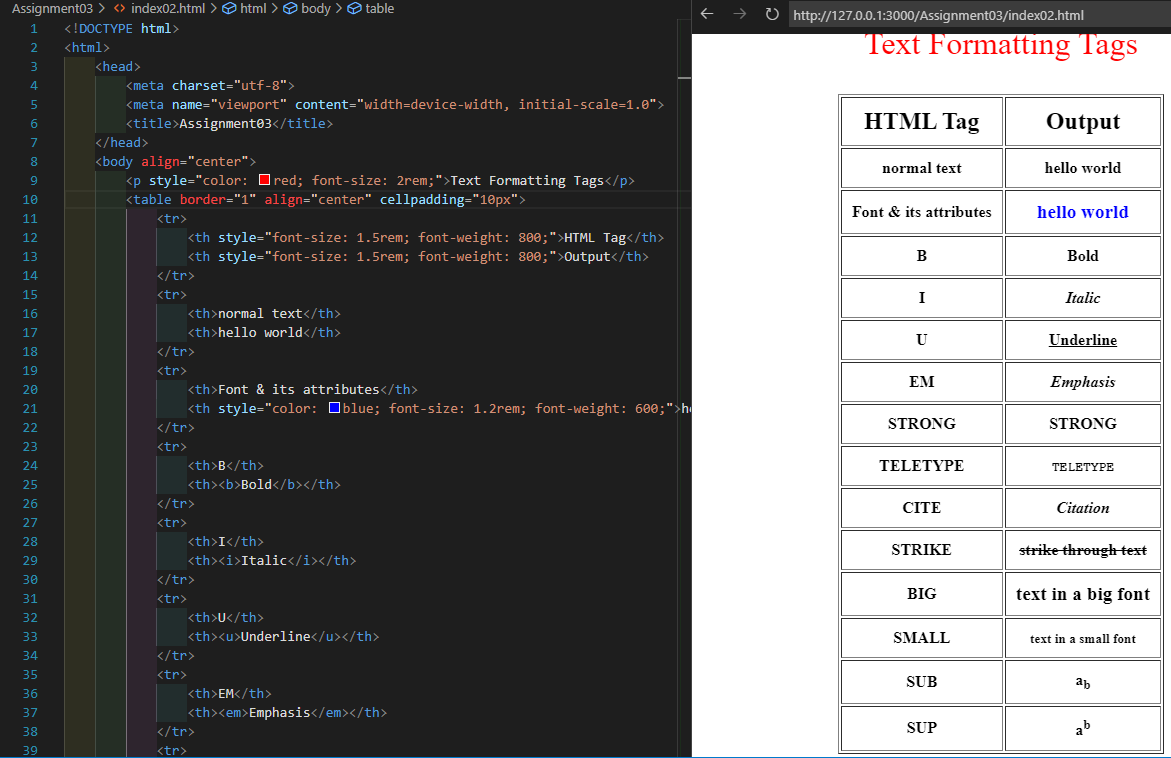 Assignment03 > <> index02.html > html > body > table
1 <!DOCTYPE html>
2 <html>
3 <head>
4 <meta charset="utf-8">
5 <meta name="viewport" content="width=device-width, initial-scale=1.0">
6 <title>Assignment03</title>
7 </head>
8 <body align="center">
9 <p style="color: red; font-size: 2rem;">Text Formatting Tags</p>
10 <table border="1" align="center" cellpadding="10px">
11 <tr>
12 <th style="font-size: 1.5rem; font-weight: 800;">HTML Tag</th>
13 <th style="font-size: 1.5rem; font-weight: 800;">Output</th>
14 </tr>
15 <tr>
16 <th>normal text</th>
17 <th>hello world</th>
18 </tr>
19 <tr>
20 <th>Font & its attributes</th>
21 <th style="color: blue; font-size: 1.2rem; font-weight: 600;">he
22 </tr>
23 <tr>
24 <th>B</th>
25 <th><b>Bold</b></th>
26 </tr>
27 <tr>
28 <th>I</th>
29 <th><i>Italic</i></th>
30 </tr>
31 <tr>
32 <th>U</th>
33 <th><u>Underline</u></th>
34 </tr>
35 <tr>
36 <th>EM</th>
37 <th><em>Emphasis</em></th>
38 </tr>
39 <tr>
http://127.0.0.1:3000/Assignment03/index02.html
Text Formatting Tags
HTML Tag Output
normal text hello world
Font & its attributes hello world
B Bold
I Italic
U Underline
EM Emphasis
STRONG STRONG
TELETYPE TELETYPE
CITE Citation
STRIKE strike through text
BIG text in a big font
SMALL text in a small font
SUB ab
SUP ab